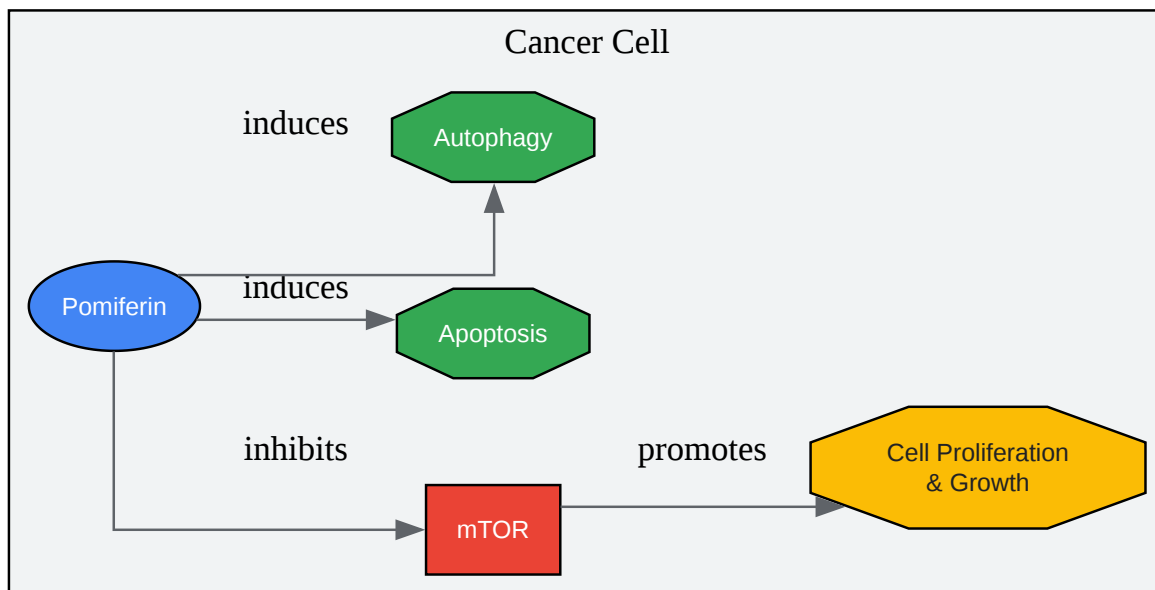 Cancer Cell
induces
Autophagy
Pomiferin
induces
Apoptosis
inhibits
promotes
Cell Proliferation
& Growth
mTOR